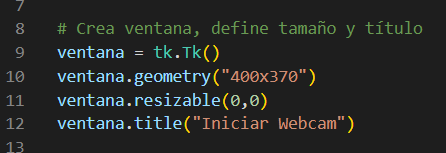 7
8 # Crea ventana, define tamaño y título
9 ventana = tk.Tk()
10 ventana.geometry("400x370")
11 ventana.resizable(0,0)
12 ventana.title("Iniciar Webcam")
13